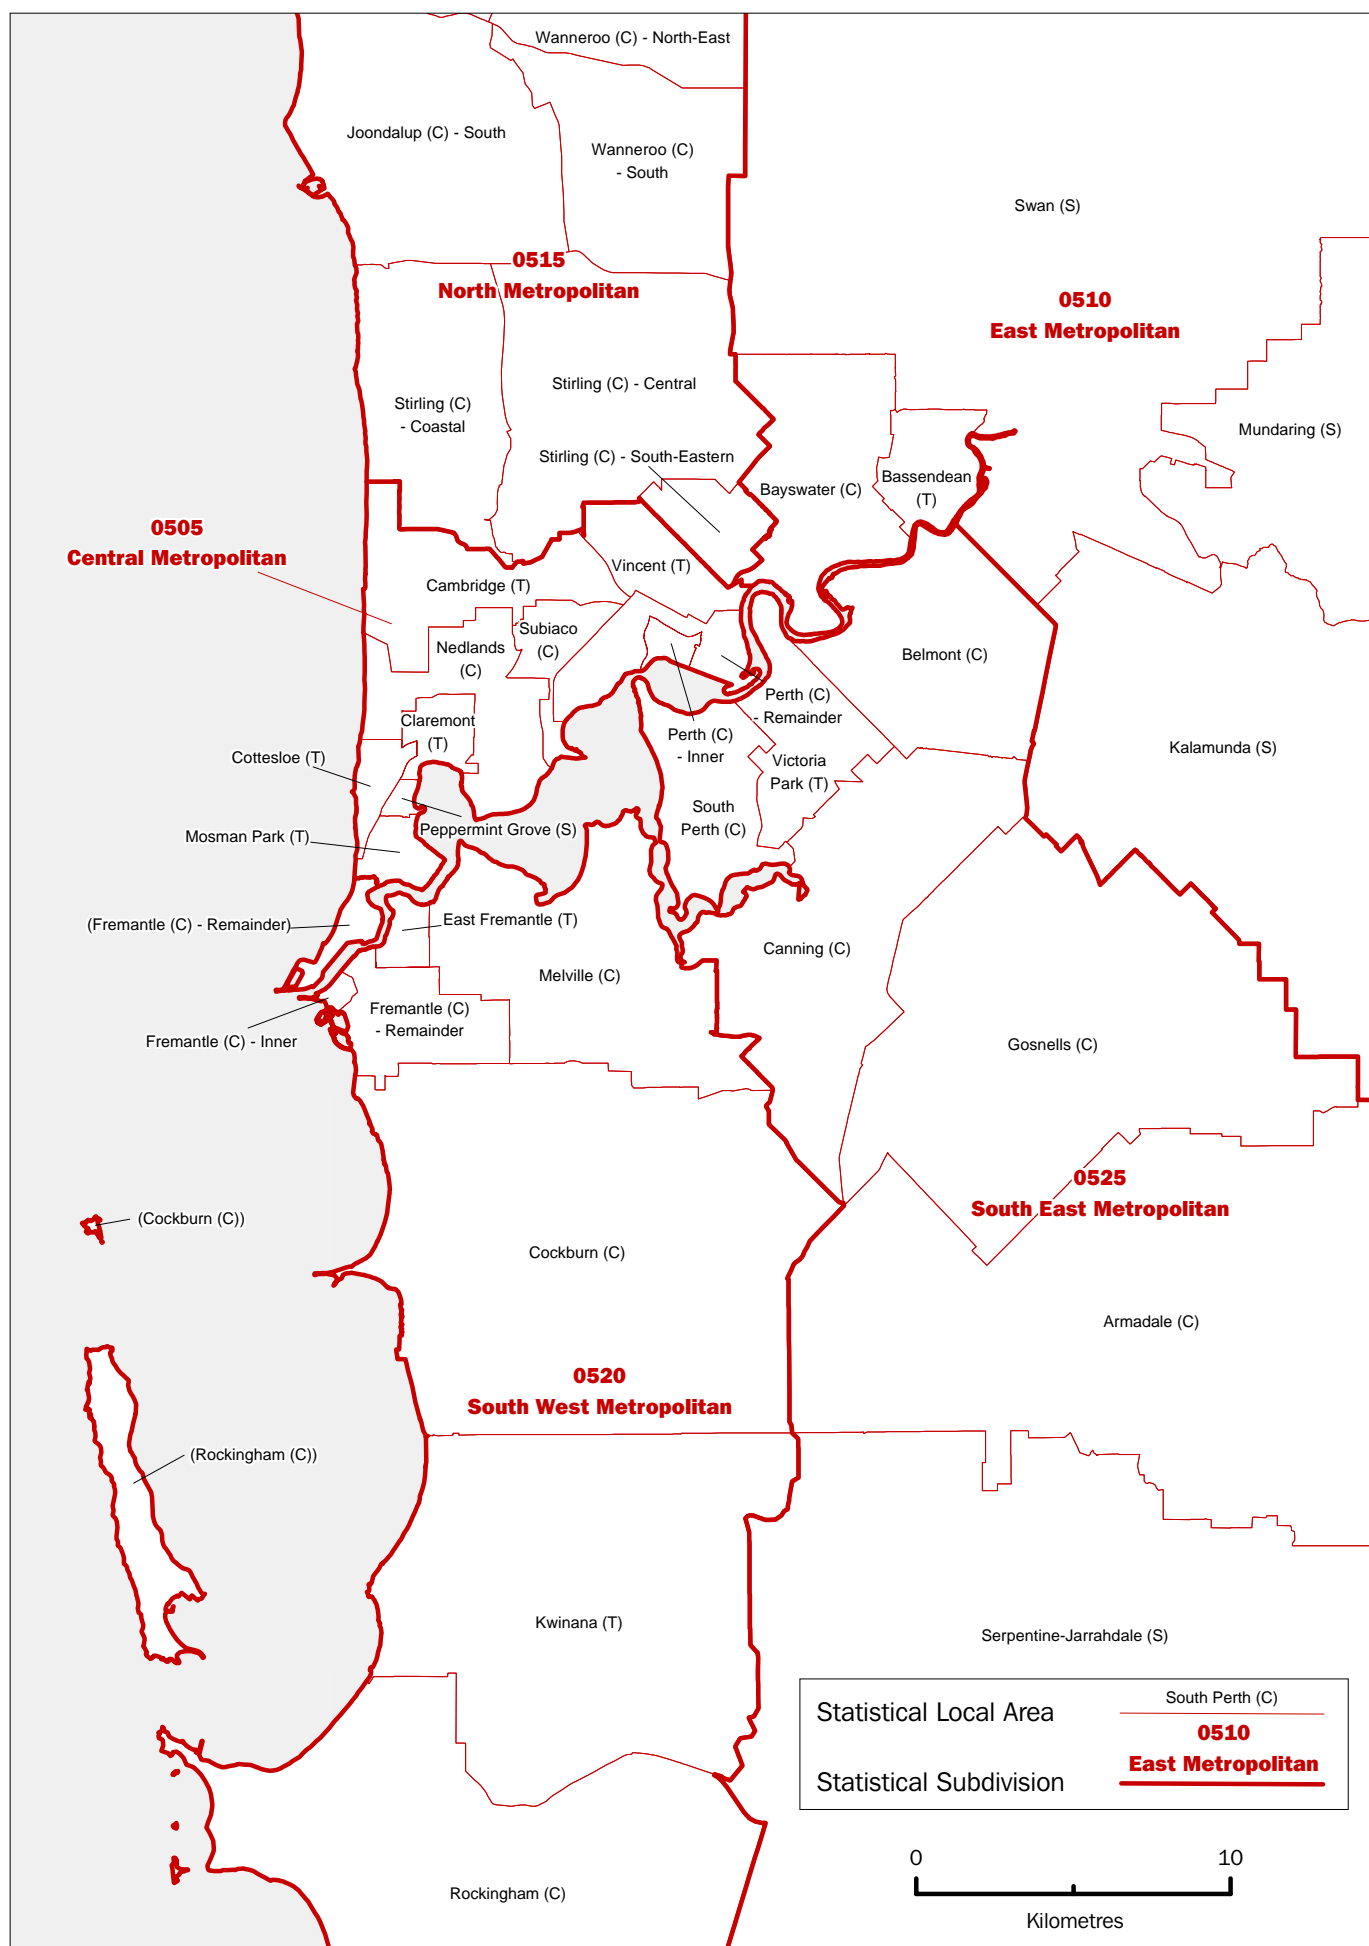 Wanneroo (C) - North-East
Joondalup (C) - South
Wanneroo (C)
- South
Swan (S)
0515
North Metropolitan
0510
East Metropolitan
Stirling (C) - Central
Stirling (C)
- Coastal
Mundaring (S)
Stirling (C) - South-Eastern
Bayswater (C)
Bassendean
(T)
0505
Central Metropolitan
Vincent (T)
Cambridge (T)
Subiaco
(C)
Nedlands
(C)
Belmont (C)
Perth (C)
- Remainder
Claremont
(T)
Perth (C)
- Inner
Kalamunda (S)
Cottesloe (T)
Victoria
Park (T)
South
Perth (C)
Peppermint Grove (S)
Mosman Park (T)
(Fremantle (C) - Remainder)
East Fremantle (T)
Canning (C)
Melville (C)
Fremantle (C)
- Remainder
Fremantle (C) - Inner
Gosnells (C)
0525
South East Metropolitan
(Cockburn (C))
Cockburn (C)
Armadale (C)
0520
South West Metropolitan
(Rockingham (C))
Kwinana (T)
Serpentine-Jarrahdale (S)
Statistical Local Area
South Perth (C)
0510
East Metropolitan
Statistical Subdivision
0
10
Kilometres
Rockingham (C)